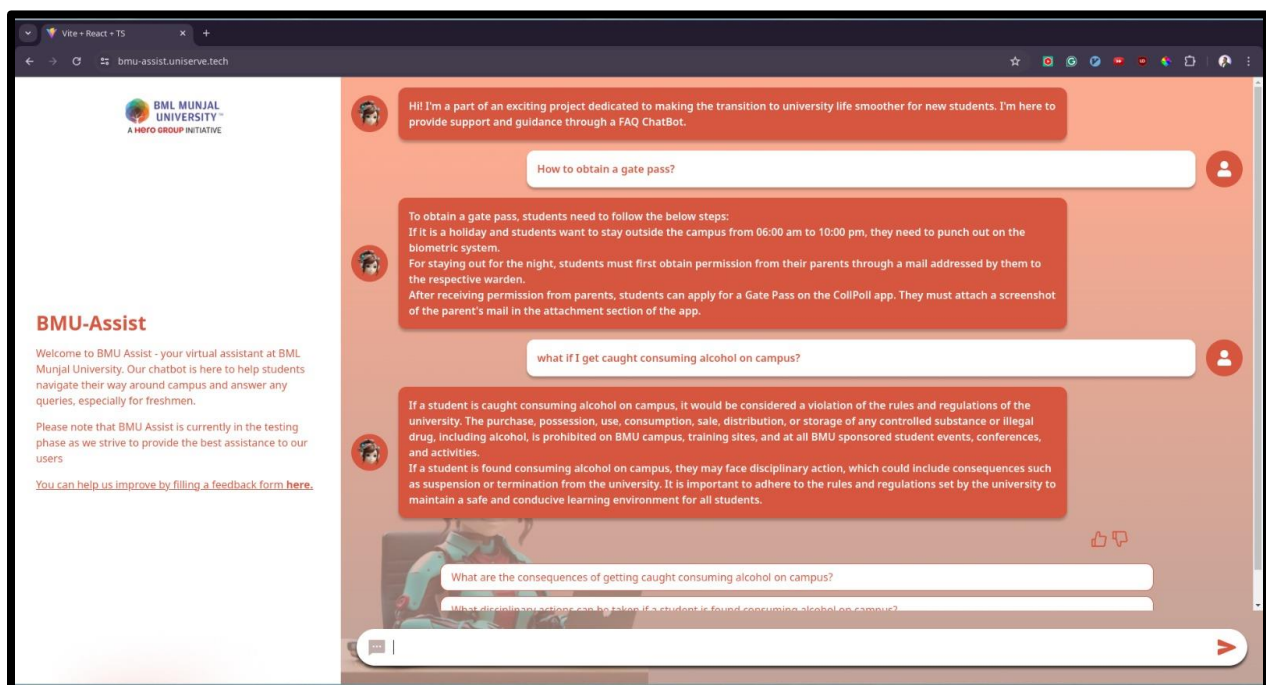 Vite + React + TS
bmu-assist.uniserve.tech
BML MUNJAL
UNIVERSITY™
A Hero GROUP INITIATIVE
BMU-Assist
Welcome to BMU Assist - your virtual assistant at BML
Munjal University. Our chatbot is here to help students
navigate their way around campus and answer any
queries, especially for freshmen.
Please note that BMU Assist is currently in the testing
phase as we strive to provide the best assistance to our
users
You can help us improve by filling a feedback form here.
Hi! I'm a part of an exciting project dedicated to making the transition to university life smoother for new students. I'm here to
provide support and guidance through a FAQ ChatBot.
How to obtain a gate pass?
To obtain a gate pass, students need to follow the below steps:
If it is a holiday and students want to stay outside the campus from 06:00 am to 10:00 pm, they need to punch out on the
biometric system.
For staying out for the night, students must first obtain permission from their parents through a mail addressed by them to
the respective warden.
After receiving permission from parents, students can apply for a Gate Pass on the CollPoll app. They must attach a screenshot
of the parent's mail in the attachment section of the app.
what if I get caught consuming alcohol on campus?
If a student is caught consuming alcohol on campus, it would be considered a violation of the rules and regulations of the
university. The purchase, possession, use, consumption, sale, distribution, or storage of any controlled substance or illegal
drug, including alcohol, is prohibited on BMU campus, training sites, and at all BMU sponsored student events, conferences,
and activities.
If a student is found consuming alcohol on campus, they may face disciplinary action, which could include consequences such
as suspension or termination from the university. It is important to adhere to the rules and regulations set by the university to
maintain a safe and conducive learning environment for all students.
What are the consequences of getting caught consuming alcohol on campus?
What disciplinary actions can be taken if a student is found consuming alcohol on campus?